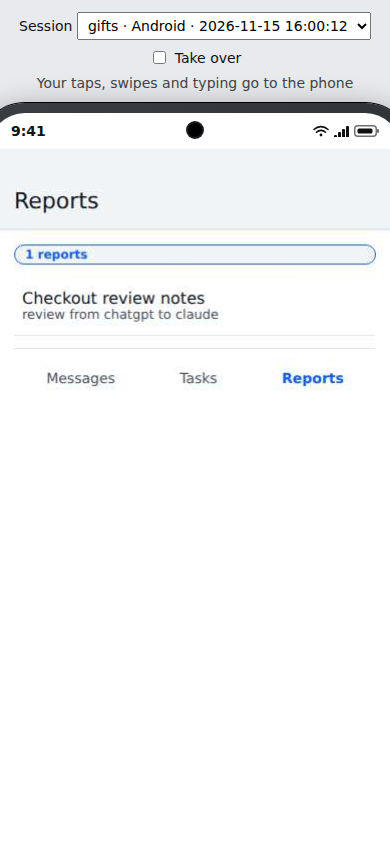 Session gifts · Android · 2026-11-15 16:00:12
Take over
Your taps, swipes and typing go to the phone
9:41
Reports
1 reports
Checkout review notes
review from chatgpt to claude
Messages Tasks Reports